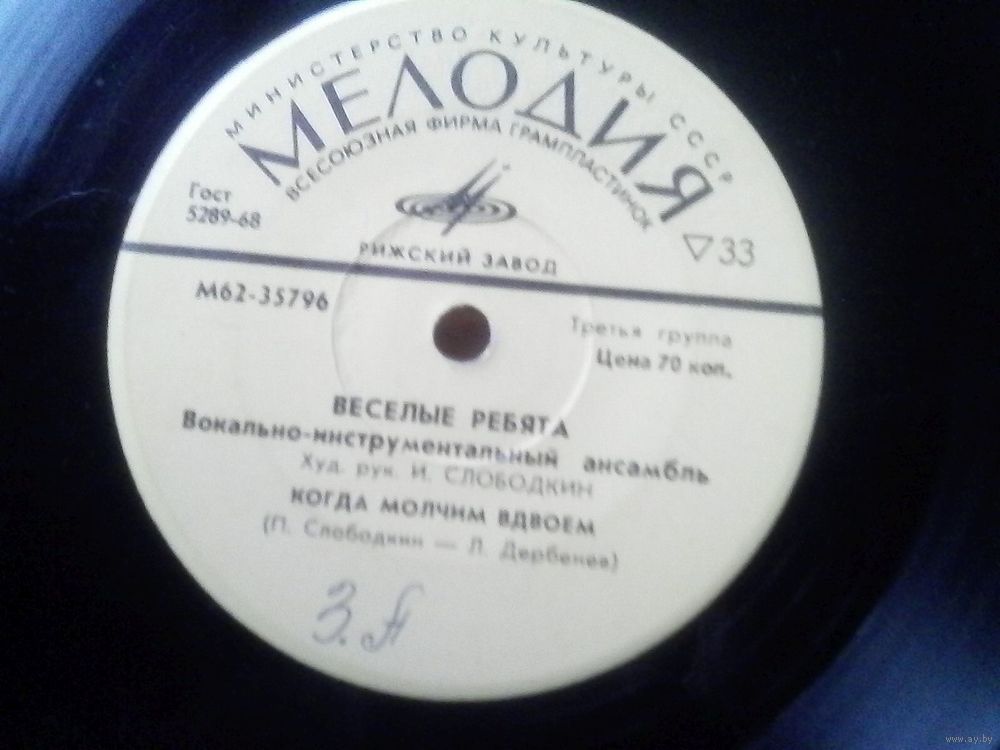 МИНИСТЕРСТВО КУЛЬТУРЫ СССР
МЕЛОДИЯ
ВСЕСОЮЗНАЯ ФИРМА ГРАМПЛАСТИНОК
Гост
5289-68
РИЖСКИЙ ЗАВОД
▽33
М62-35796
Третья группа
Цена 70 коп.
ВЕСЕЛЫЕ РЕБЯТА
Вокально-инструментальный ансамбль
Худ. рук. И. СЛОБОДКИН
КОГДА МОЛЧИМ ВДВОЕМ
(П. Слободкин — Л. Дербенев)
З. А
www.ay.by